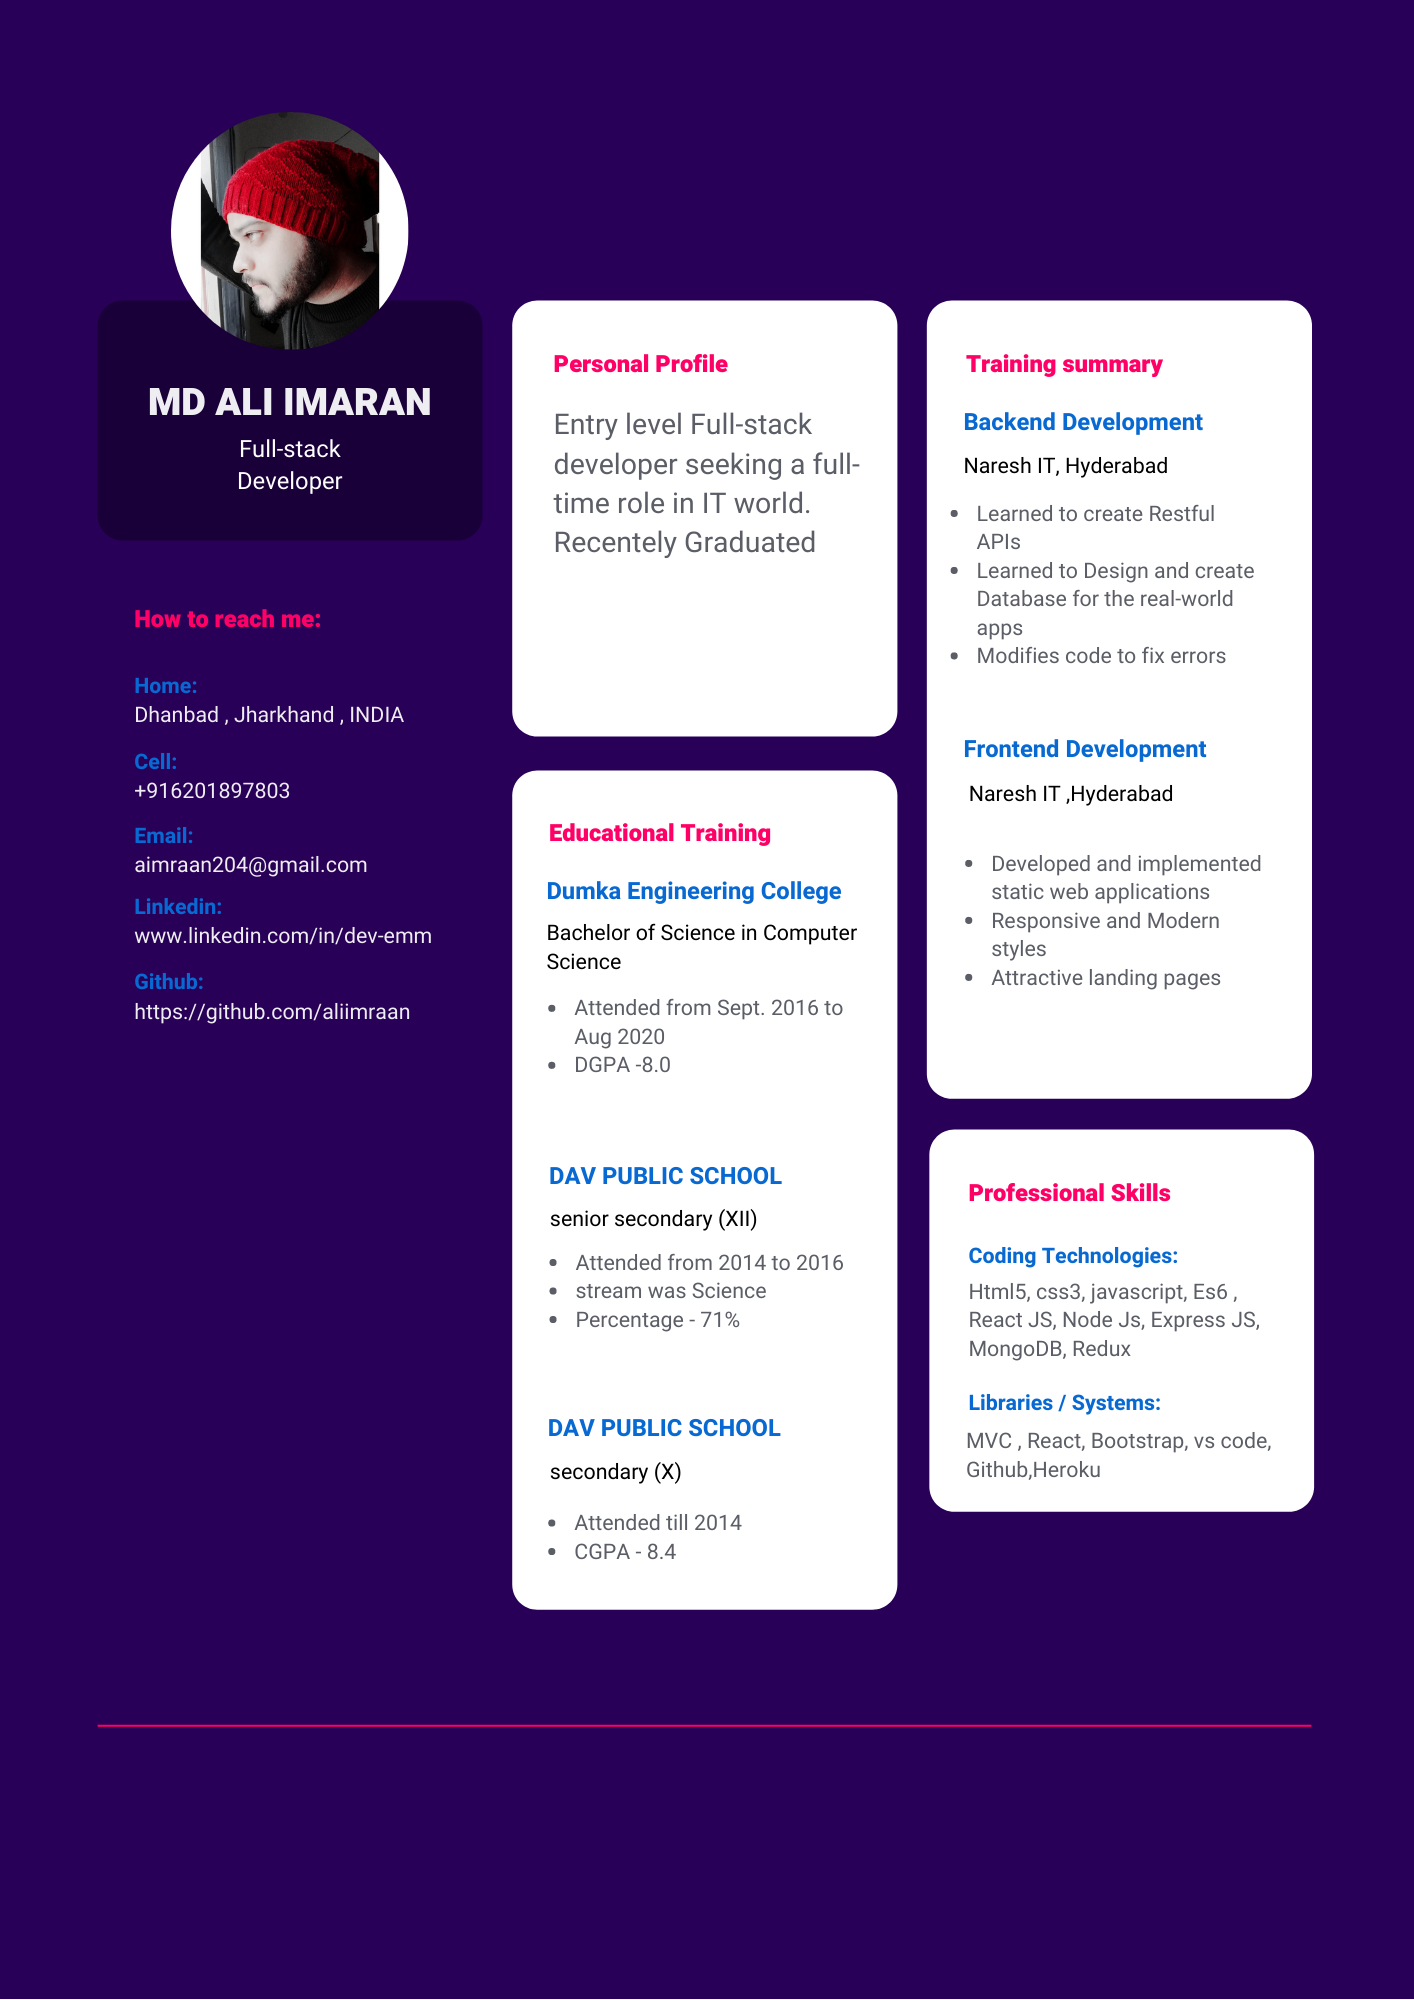 MD ALI IMARAN
Full-stack
Developer
How to reach me:
Home:
Dhanbad , Jharkhand , INDIA
Cell:
+916201897803
Email:
aimraan204@gmail.com
Linkedin:
www.linkedin.com/in/dev-emm
Github:
https://github.com/aliimraan
Personal Profile
Entry level Full-stack
developer seeking a full-
time role in IT world.
Recentely Graduated
Educational Training
Dumka Engineering College
Bachelor of Science in Computer
Science
• Attended from Sept. 2016 to
Aug 2020
• DGPA -8.0
DAV PUBLIC SCHOOL
senior secondary (XII)
• Attended from 2014 to 2016
• stream was Science
• Percentage - 71%
DAV PUBLIC SCHOOL
secondary (X)
• Attended till 2014
• CGPA - 8.4
Training summary
Backend Development
Naresh IT, Hyderabad
• Learned to create Restful
APIs
• Learned to Design and create
Database for the real-world
apps
• Modifies code to fix errors
Frontend Development
Naresh IT ,Hyderabad
• Developed and implemented
static web applications
• Responsive and Modern
styles
• Attractive landing pages
Professional Skills
Coding Technologies:
Html5, css3, javascript, Es6 ,
React JS, Node Js, Express JS,
MongoDB, Redux
Libraries / Systems:
MVC , React, Bootstrap, vs code,
Github,Heroku